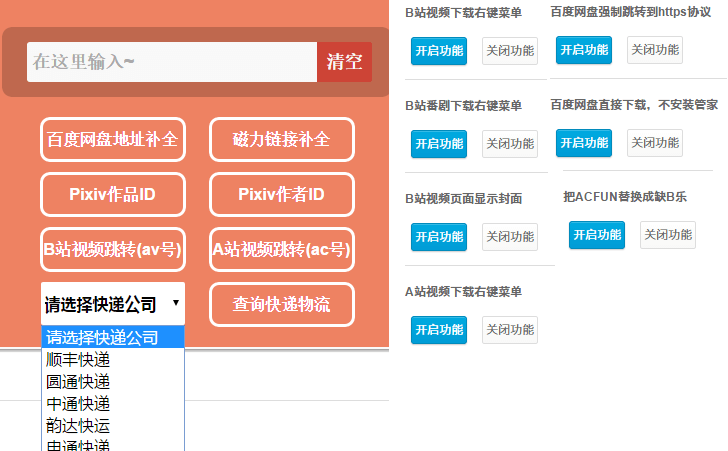 在这里输入~ 清空
百度网盘地址补全 磁力链接补全
Pixiv作品ID Pixiv作者ID
B站视频跳转(av号) A站视频跳转(ac号)
请选择快递公司 查询快递物流
请选择快递公司
顺丰快递
圆通快递
中通快递
韵达快运
申通快递
B站视频下载右键菜单
开启功能 关闭功能
B站番剧下载右键菜单
开启功能 关闭功能
B站视频页面显示封面
开启功能 关闭功能
A站视频下载右键菜单
开启功能 关闭功能
百度网盘强制跳转到https协议
开启功能 关闭功能
百度网盘直接下载，不安装管家
开启功能 关闭功能
把ACFUN替换成缺B乐
开启功能 关闭功能